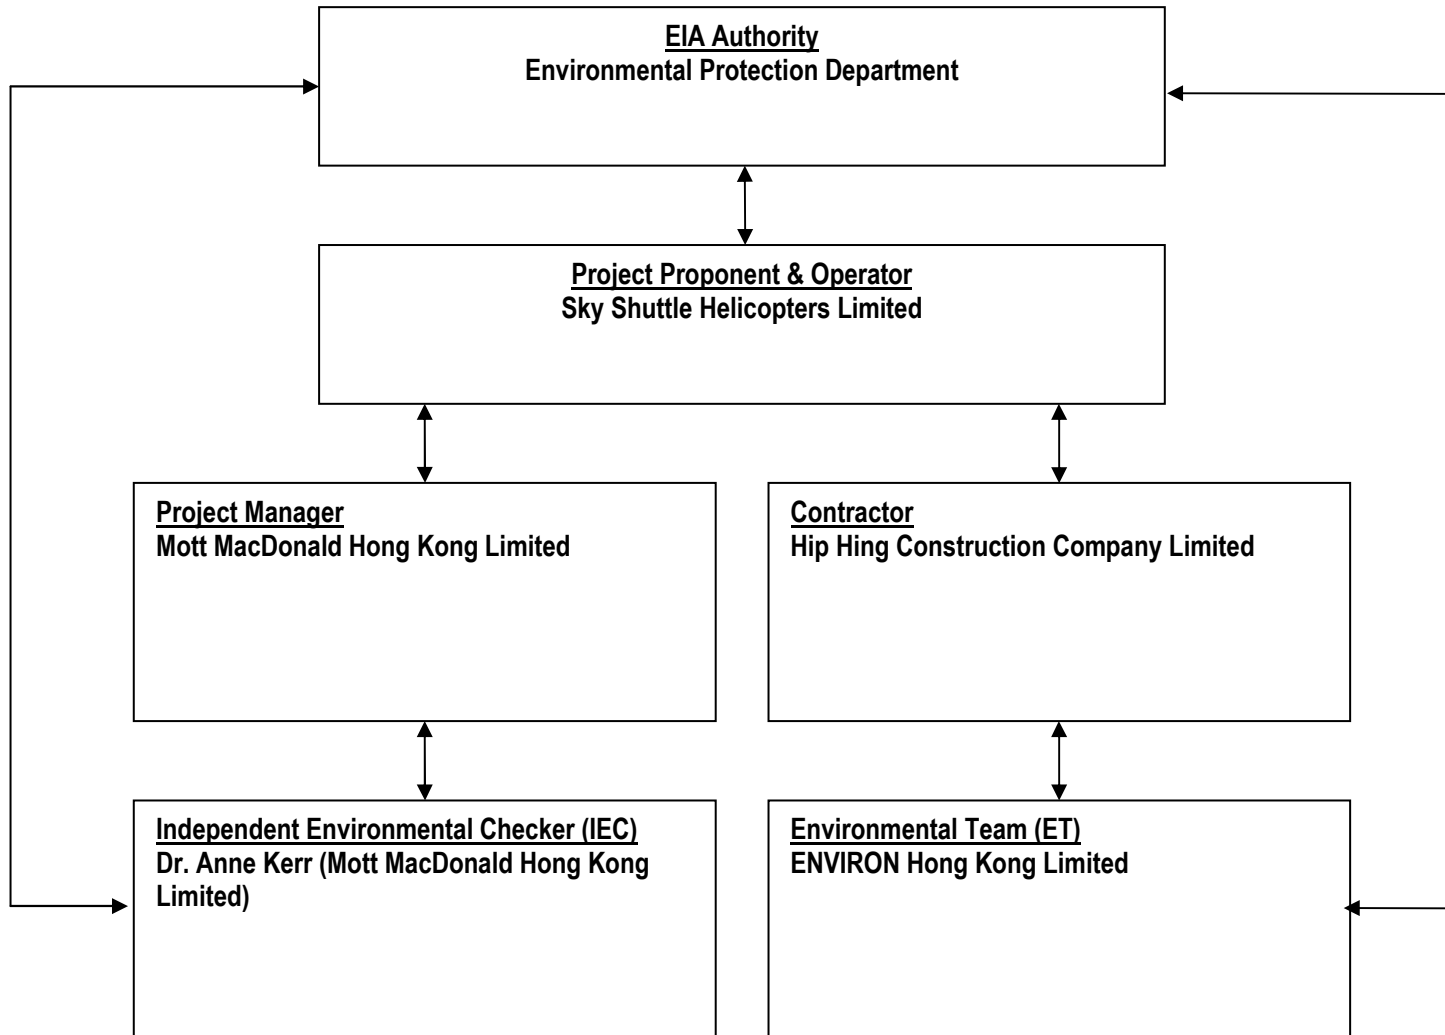 EIA Authority
Environmental Protection Department
Project Proponent & Operator
Sky Shuttle Helicopters Limited
Project Manager
Mott MacDonald Hong Kong Limited
Contractor
Hip Hing Construction Company Limited
Independent Environmental Checker (IEC)
Dr. Anne Kerr (Mott MacDonald Hong Kong
Limited)
Environmental Team (ET)
ENVIRON Hong Kong Limited